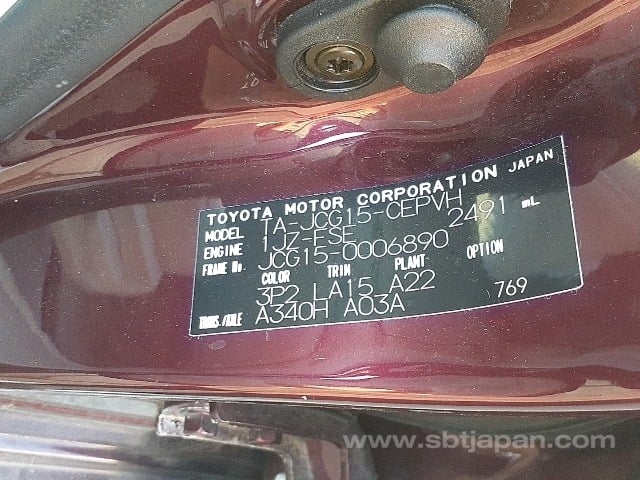 TOYOTA MOTOR CORPORATION JAPAN
MODEL TA-JCG15-CEPVH
ENGINE 1JZ-FSE 2491 mL
FRAME No. JCG15-0006890
COLOR TRIM PLANT OPTION
3P2 LA15 A22
TRANS./AXLE A340H A03A 769
www.sbtjapan.com